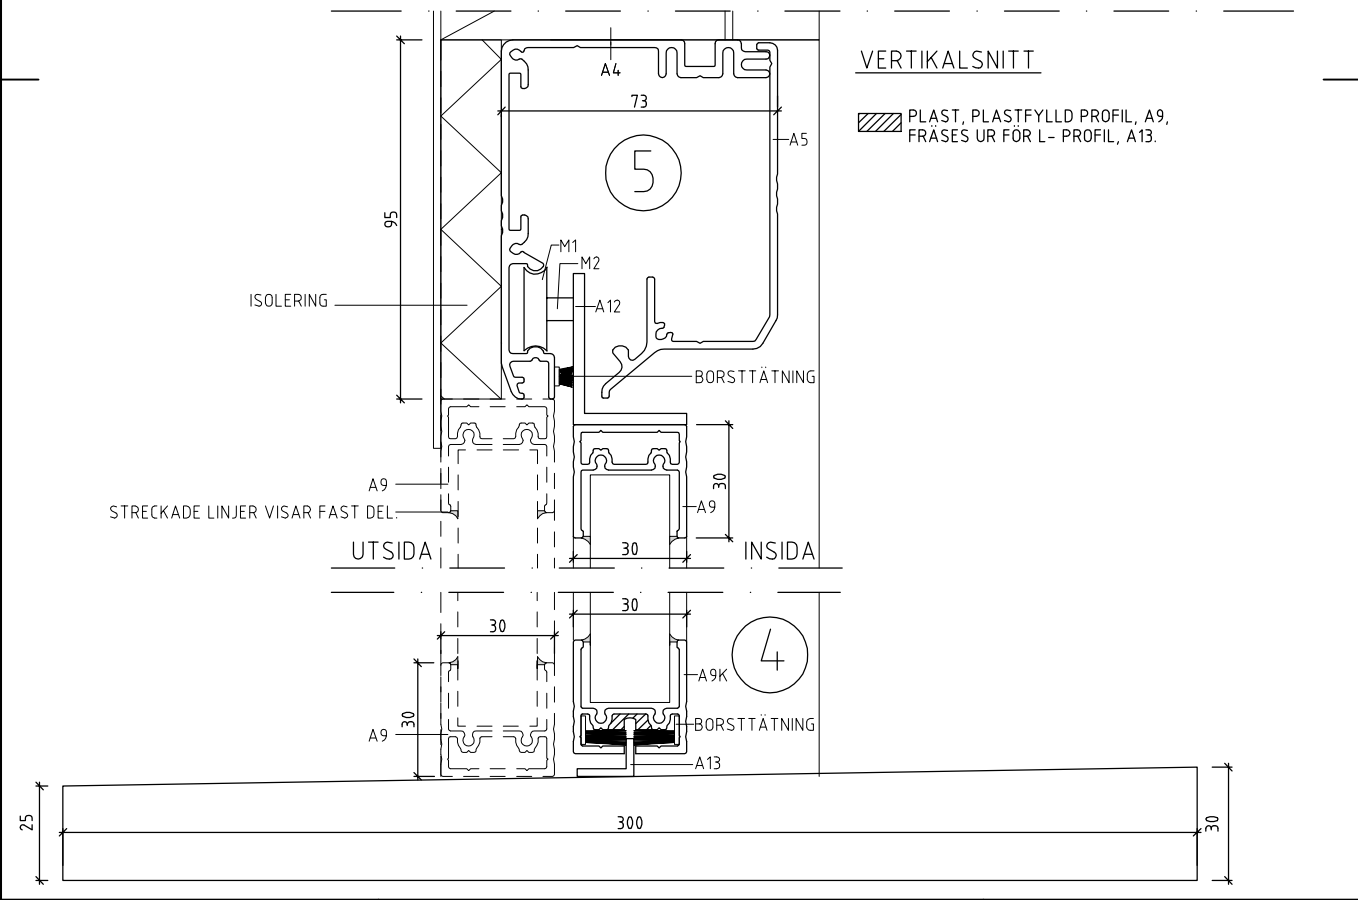 VERTIKALSNITT
PLAST, PLASTFYLLD PROFIL, A9,
FRÄSES UR FÖR L- PROFIL, A13.
A4
73
A5
5
95
M1
M2
ISOLERING
A12
BORSTTÄTNING
A9
30
A9
STRECKADE LINJER VISAR FAST DEL.
UTSIDA
30
INSIDA
30
30
4
A9K
30
BORSTTÄTNING
A9
A13
25
300
30